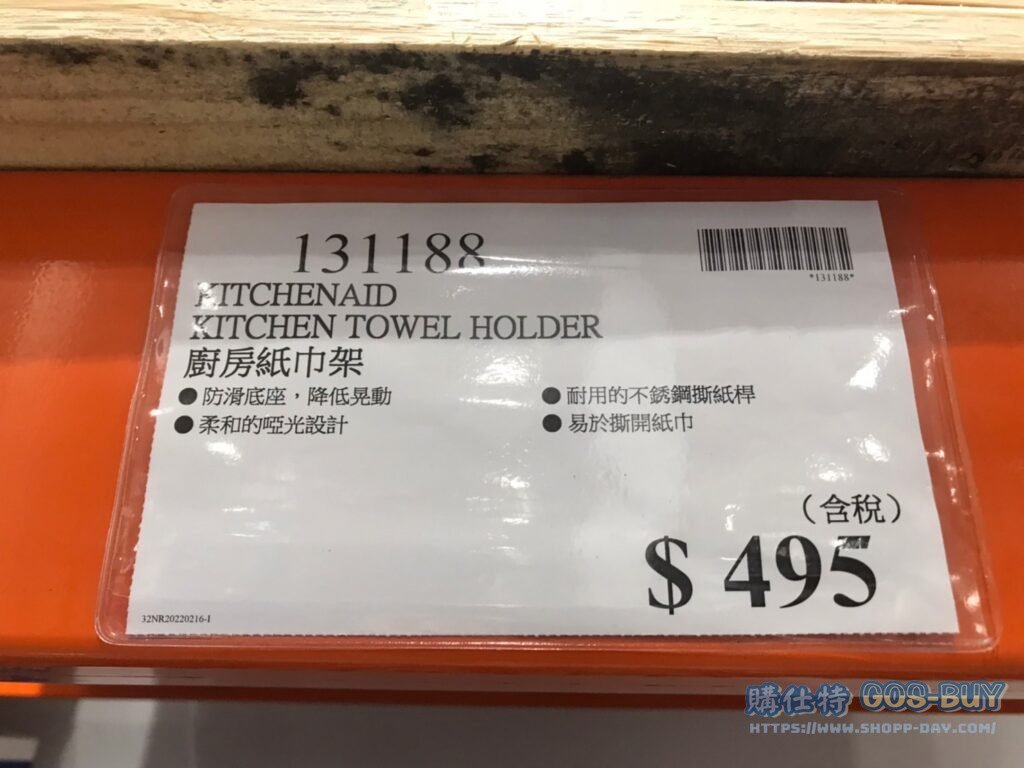 131188
*131188*
KITCHENAID
KITCHEN TOWEL HOLDER
廚房紙巾架
●防滑底座，降低晃動
●耐用的不銹鋼撕紙桿
●柔和的啞光設計
●易於撕開紙巾
（含稅）
$ 495
32NR20220216-1
購仕特 GOS-BUY
HTTPS://WWW.SHOPP-DAY.COM/